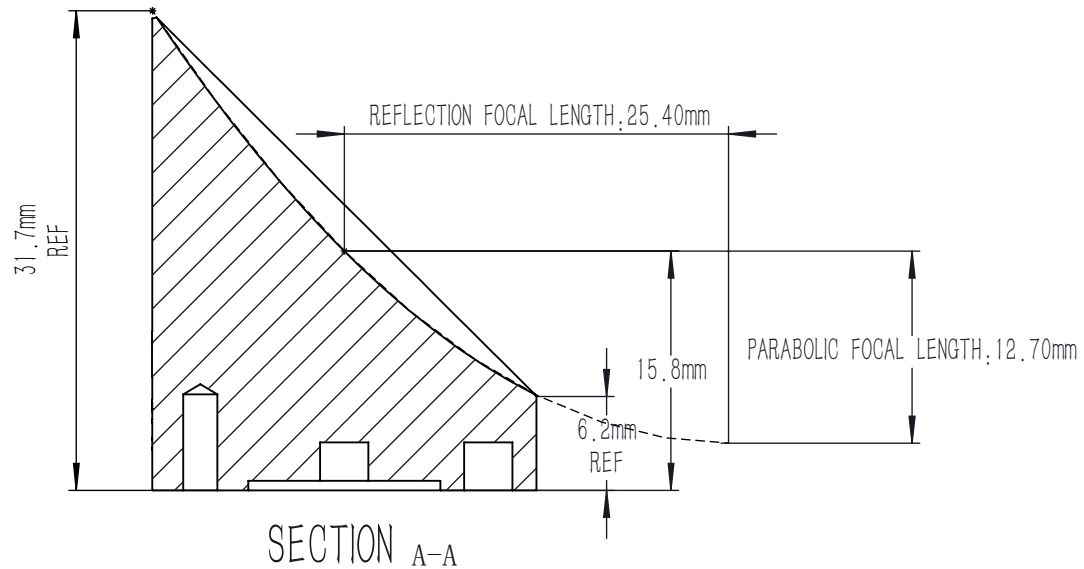 REFLECTION FOCAL LENGTH:25.40mm
31.7mm
REF
PARABOLIC FOCAL LENGTH:12.70mm
15.8mm
6.2mm
REF
SECTION A-A